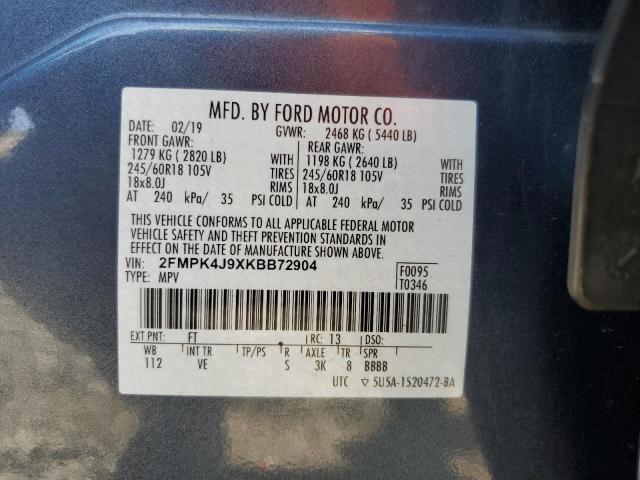 MFD. BY FORD MOTOR CO.
DATE: 02/19 GVWR: 2468 KG ( 5440 LB)
FRONT GAWR: REAR GAWR:
1279 KG ( 2820 LB) WITH 1198 KG ( 2640 LB) WITH
245/60R18 105V TIRES 245/60R18 105V TIRES
18x8.0J RIMS 18x8.0J RIMS
AT 240 kPa/ 35 PSI COLD AT 240 kPa/ 35 PSI COLD
THIS VEHICLE CONFORMS TO ALL APPLICABLE FEDERAL MOTOR
VEHICLE SAFETY AND THEFT PREVENTION STANDARDS IN
EFFECT ON THE DATE OF MANUFACTURE SHOWN ABOVE.
VIN: 2FMPK4J9XKBB72904 F0095
TYPE: MPV T0346
EXT PNT: FT RC: 13 DSO:
WB INT TR TP/PS R AXLE TR SPR
112 VE S 3K 8 BBBB
UTC ▽ 5U5A-1520472-BA